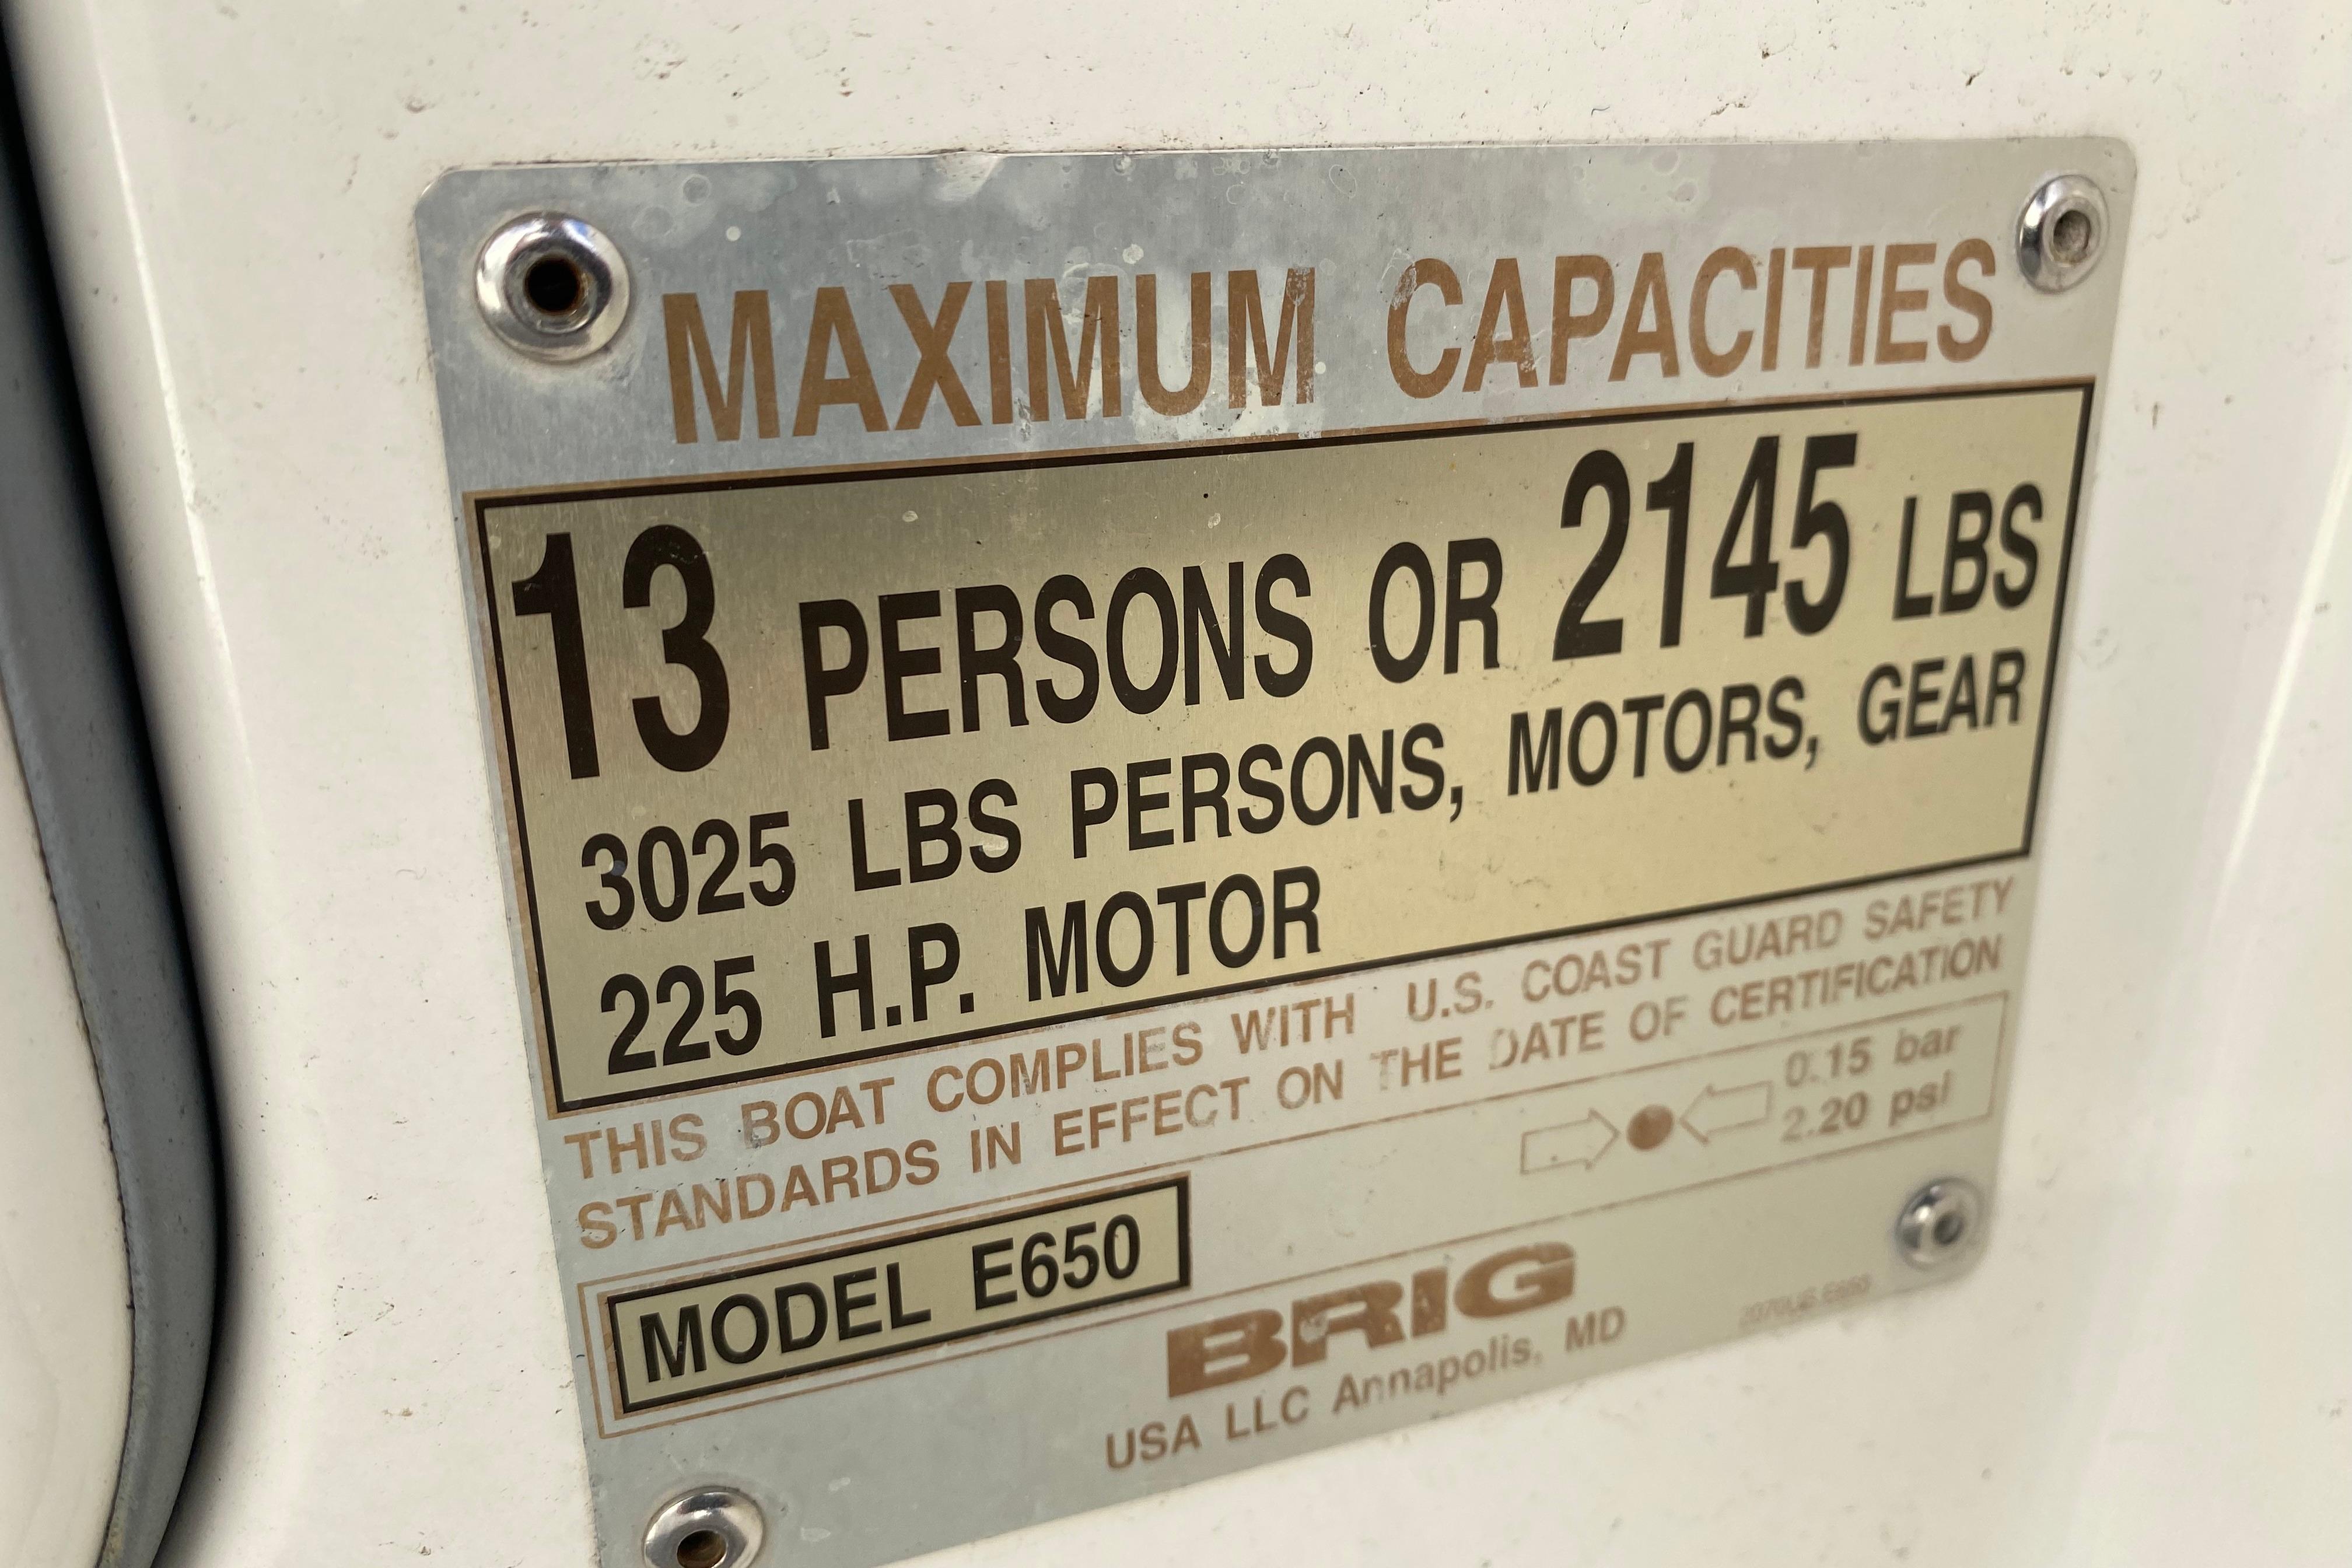 MAXIMUM CAPACITIES
13 PERSONS OR 2145 LBS
3025 LBS PERSONS, MOTORS, GEAR
225 H.P. MOTOR
THIS BOAT COMPLIES WITH U.S. COAST GUARD SAFETY
STANDARDS IN EFFECT ON THE DATE OF CERTIFICATION
0.15 bar
2.20 psi
MODEL E650
BRIG
USA LLC Annapolis, MD